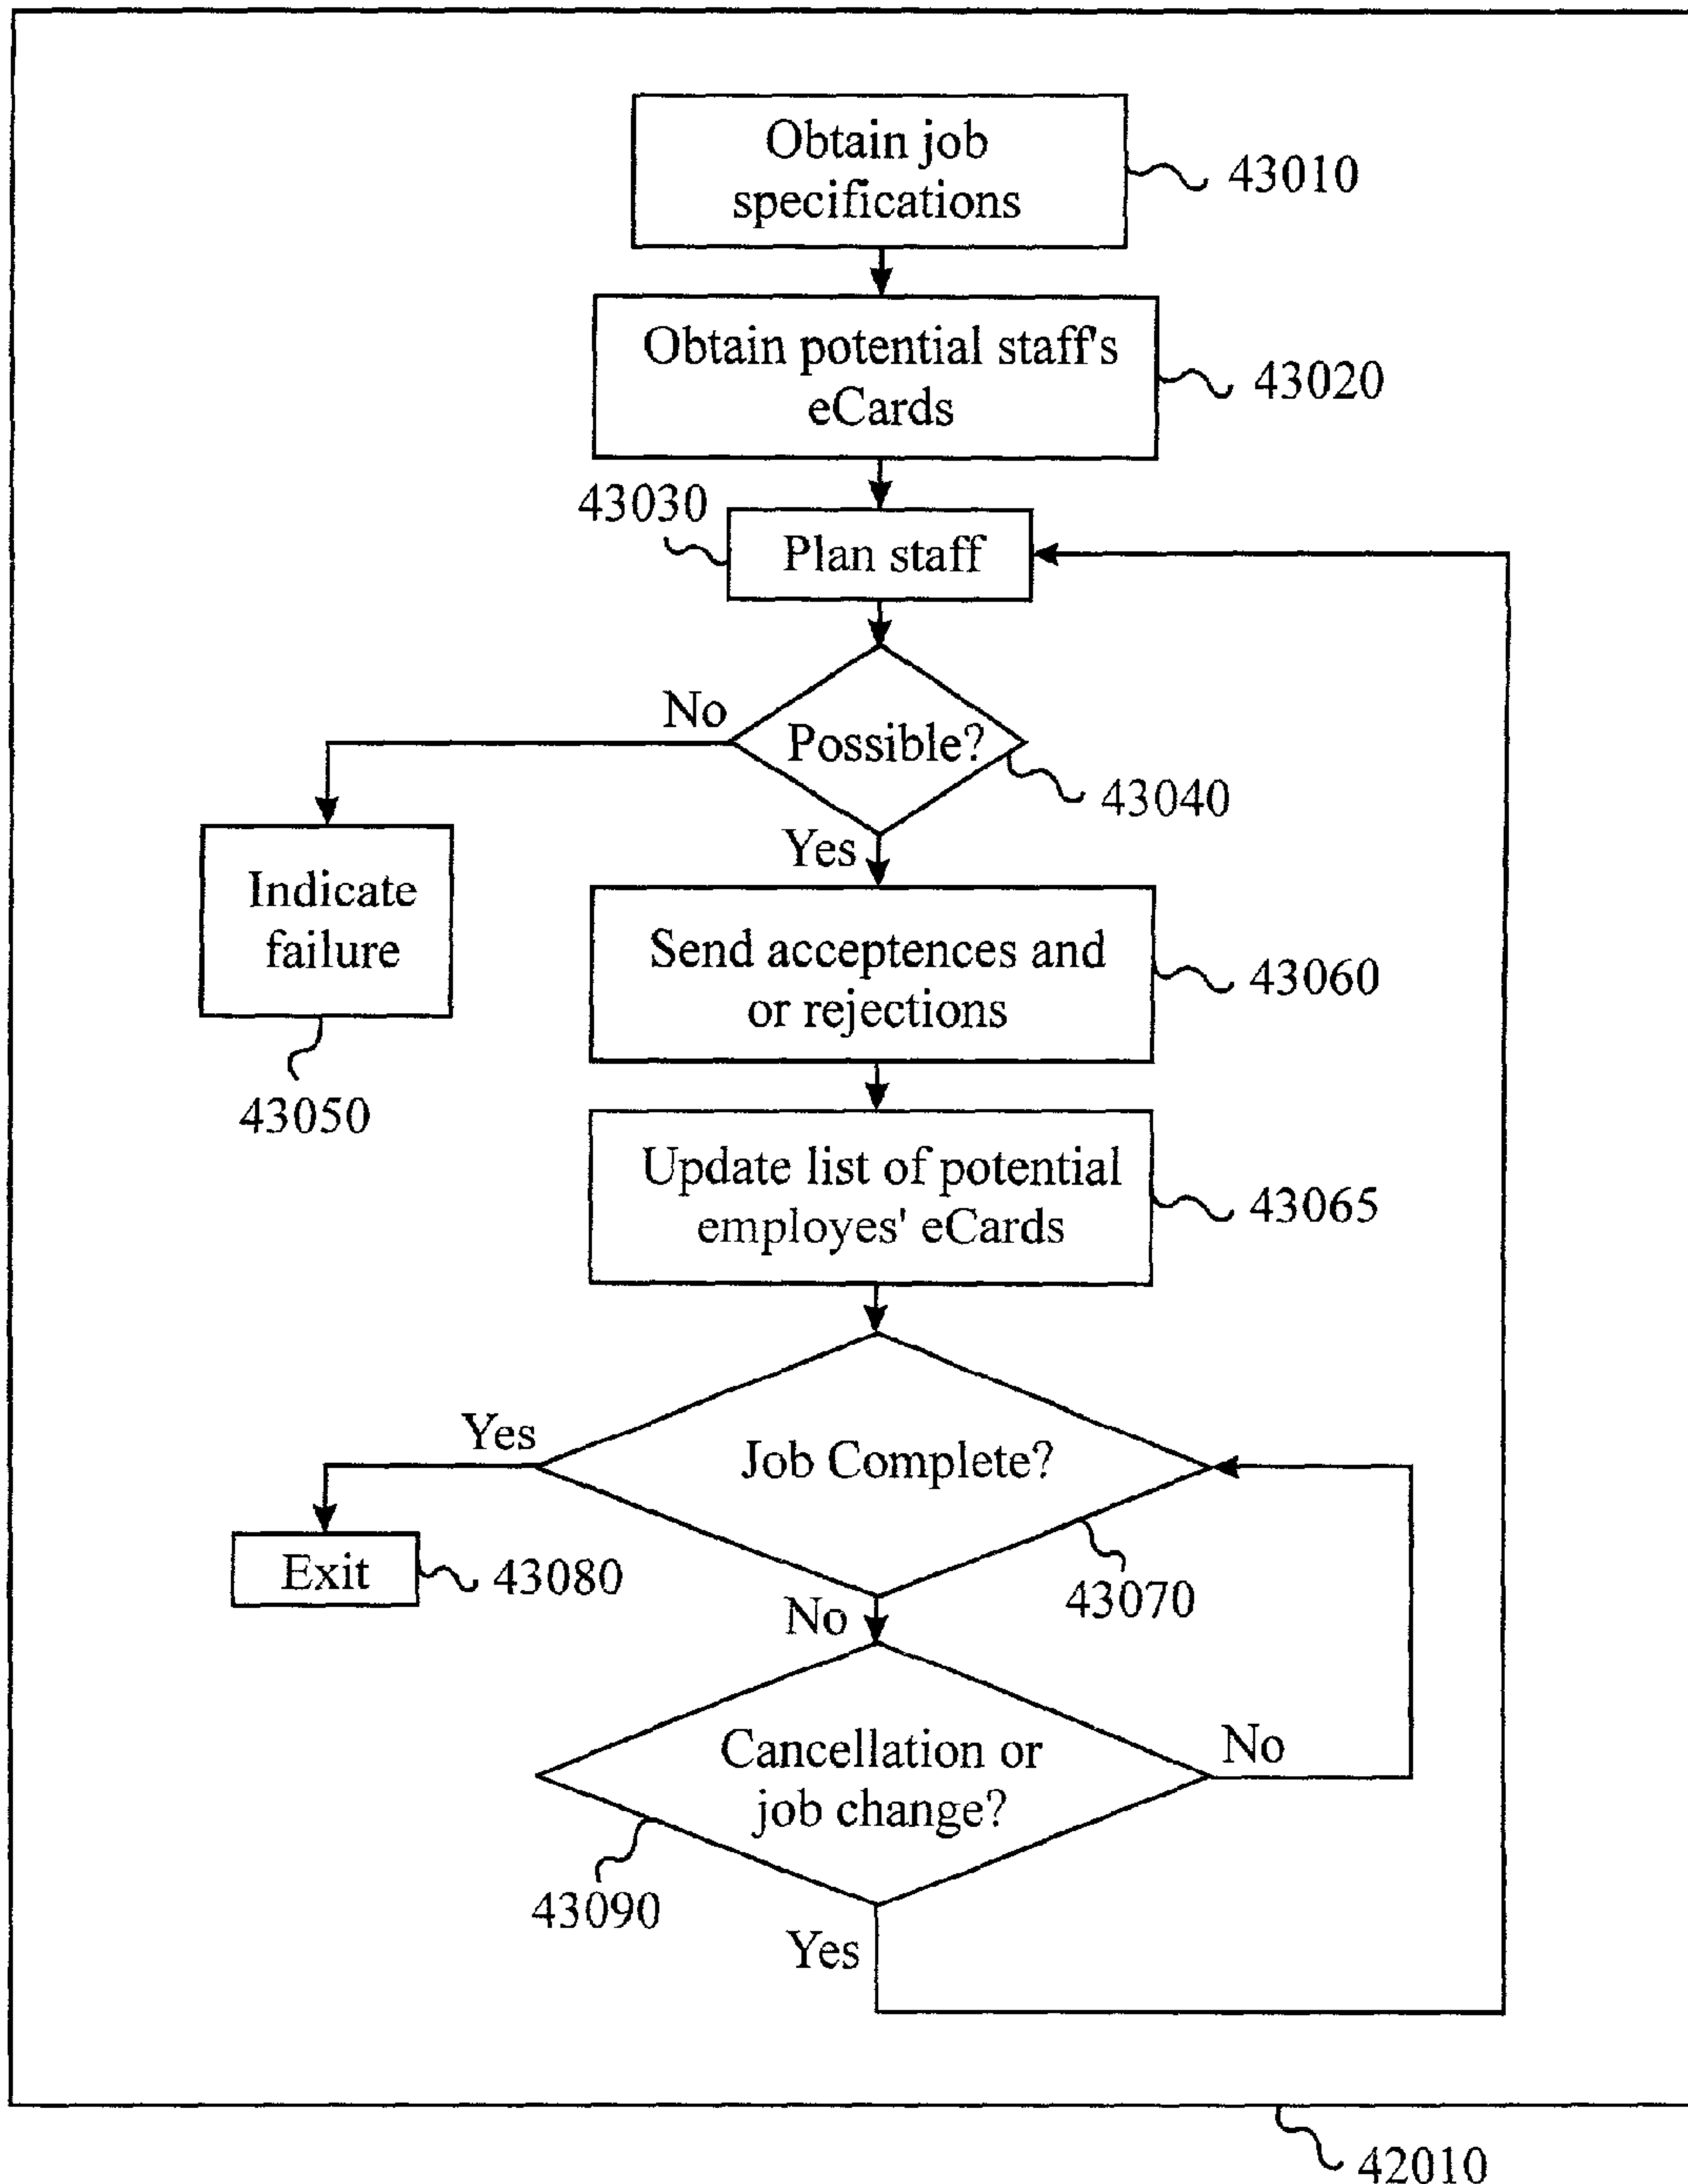 Obtain job
specifications
43010
Obtain potential staff's
eCards
43020
43030
Plan staff
No
Possible?
43040
Yes
Indicate
failure
43050
Send acceptences and
or rejections
43060
Update list of potential
employes' eCards
43065
Yes
Job Complete?
43070
Exit
43080
No
Cancellation or
job change?
No
43090
Yes
42010